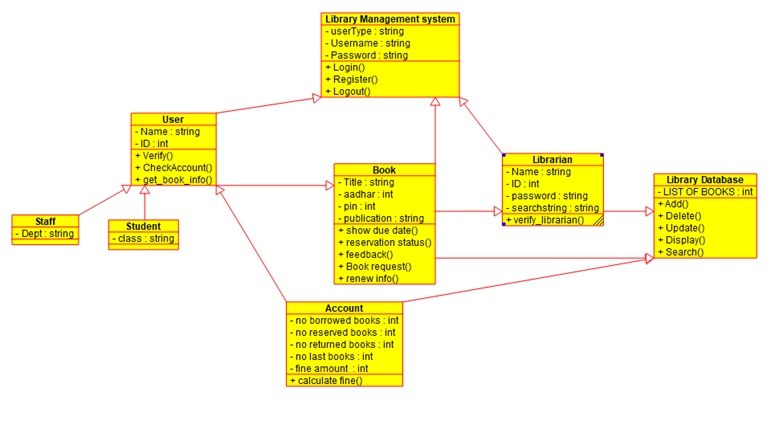 Library Management system
- userType : string
- Username : string
- Password : string
+ Login()
+ Register()
+ Logout()
User
- Name : string
- ID : int
+ Verify()
+ CheckAccount()
+ get_book_info()
Book
- Title : string
- aadhar : int
- pin : int
- publication : string
+ show due date()
+ reservation status()
+ feedback()
+ Book request()
+ renew info()
Librarian
- Name : string
- ID : int
- password : string
- searchstring : string
+ verify_librarian()
Library Database
- LIST OF BOOKS : int
+ Add()
+ Delete()
+ Update()
+ Display()
+ Search()
Staff
- Dept : string
Student
- class : string
Account
- no borrowed books : int
- no reserved books : int
- no returned books : int
- no last books : int
- fine amount : int
+ calculate fine()